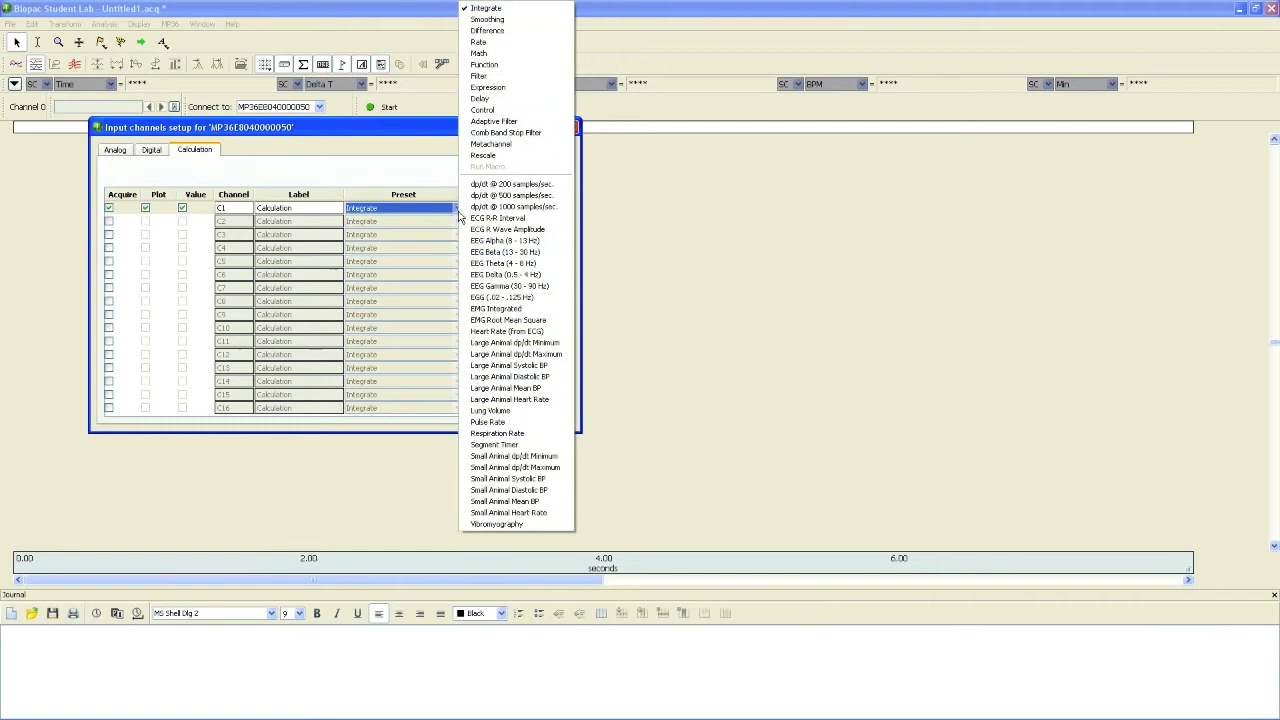 Biopac Student Lab - Untitled1.acq *
File Edit Transform Analysis Display MP36 Window Help
SC Time = **** SC Delta T = **** SC BPM = **** SC Min = ****
Channel 0 Connect to: MP36E8040000050 Start
Input channels setup for 'MP36E8040000050'
Analog Digital Calculation
Acquire Plot Value Channel Label Preset
C1 Calculation Integrate
C2 Calculation Integrate
C3 Calculation Integrate
C4 Calculation Integrate
C5 Calculation Integrate
C6 Calculation Integrate
C7 Calculation Integrate
C8 Calculation Integrate
C9 Calculation Integrate
C10 Calculation Integrate
C11 Calculation Integrate
C12 Calculation Integrate
C13 Calculation Integrate
C14 Calculation Integrate
C15 Calculation Integrate
C16 Calculation Integrate
Integrate
Smoothing
Difference
Rate
Math
Function
Filter
Expression
Delay
Control
Adaptive Filter
Comb Band Stop Filter
Metachannel
Rescale
Run Macro
dp/dt @ 200 samples/sec.
dp/dt @ 500 samples/sec.
dp/dt @ 1000 samples/sec.
ECG R-R Interval
ECG R Wave Amplitude
EEG Alpha (8 - 13 Hz)
EEG Beta (13 - 30 Hz)
EEG Theta (4 - 8 Hz)
EEG Delta (0.5 - 4 Hz)
EEG Gamma (30 - 90 Hz)
EGG (.02 - .125 Hz)
EMG Integrated
EMG Root Mean Square
Heart Rate (from ECG)
Large Animal dp/dt Minimum
Large Animal dp/dt Maximum
Large Animal Systolic BP
Large Animal Diastolic BP
Large Animal Mean BP
Large Animal Heart Rate
Lung Volume
Pulse Rate
Respiration Rate
Segment Timer
Small Animal dp/dt Minimum
Small Animal dp/dt Maximum
Small Animal Systolic BP
Small Animal Diastolic BP
Small Animal Mean BP
Small Animal Heart Rate
Vibromyography
0.00 2.00 4.00 6.00
seconds
Journal
MS Shell Dlg 2 9 B I U Black